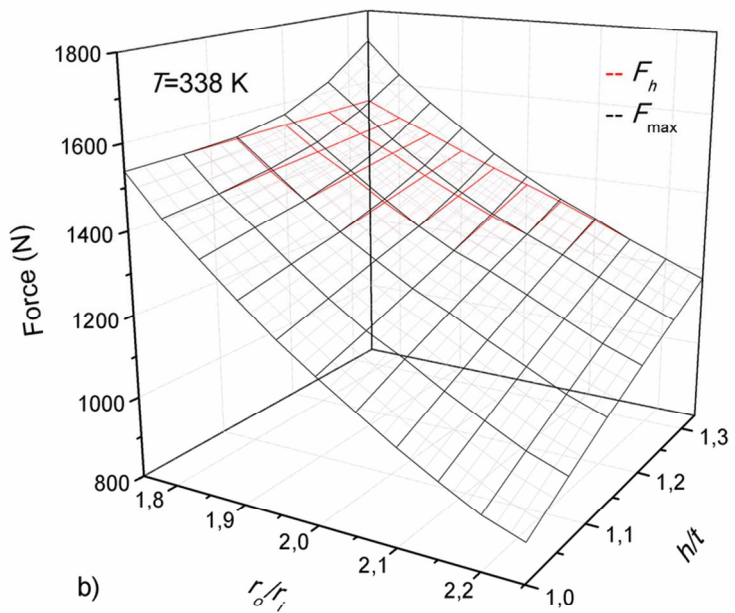 1800
1600
1400
1200
1000
800
Force (N)
T=338 K
-- F_h
-- F_max
1,8
1,9
2,0
2,1
2,2
r_o/r_i
1,0
1,1
1,2
1,3
h/t
b)